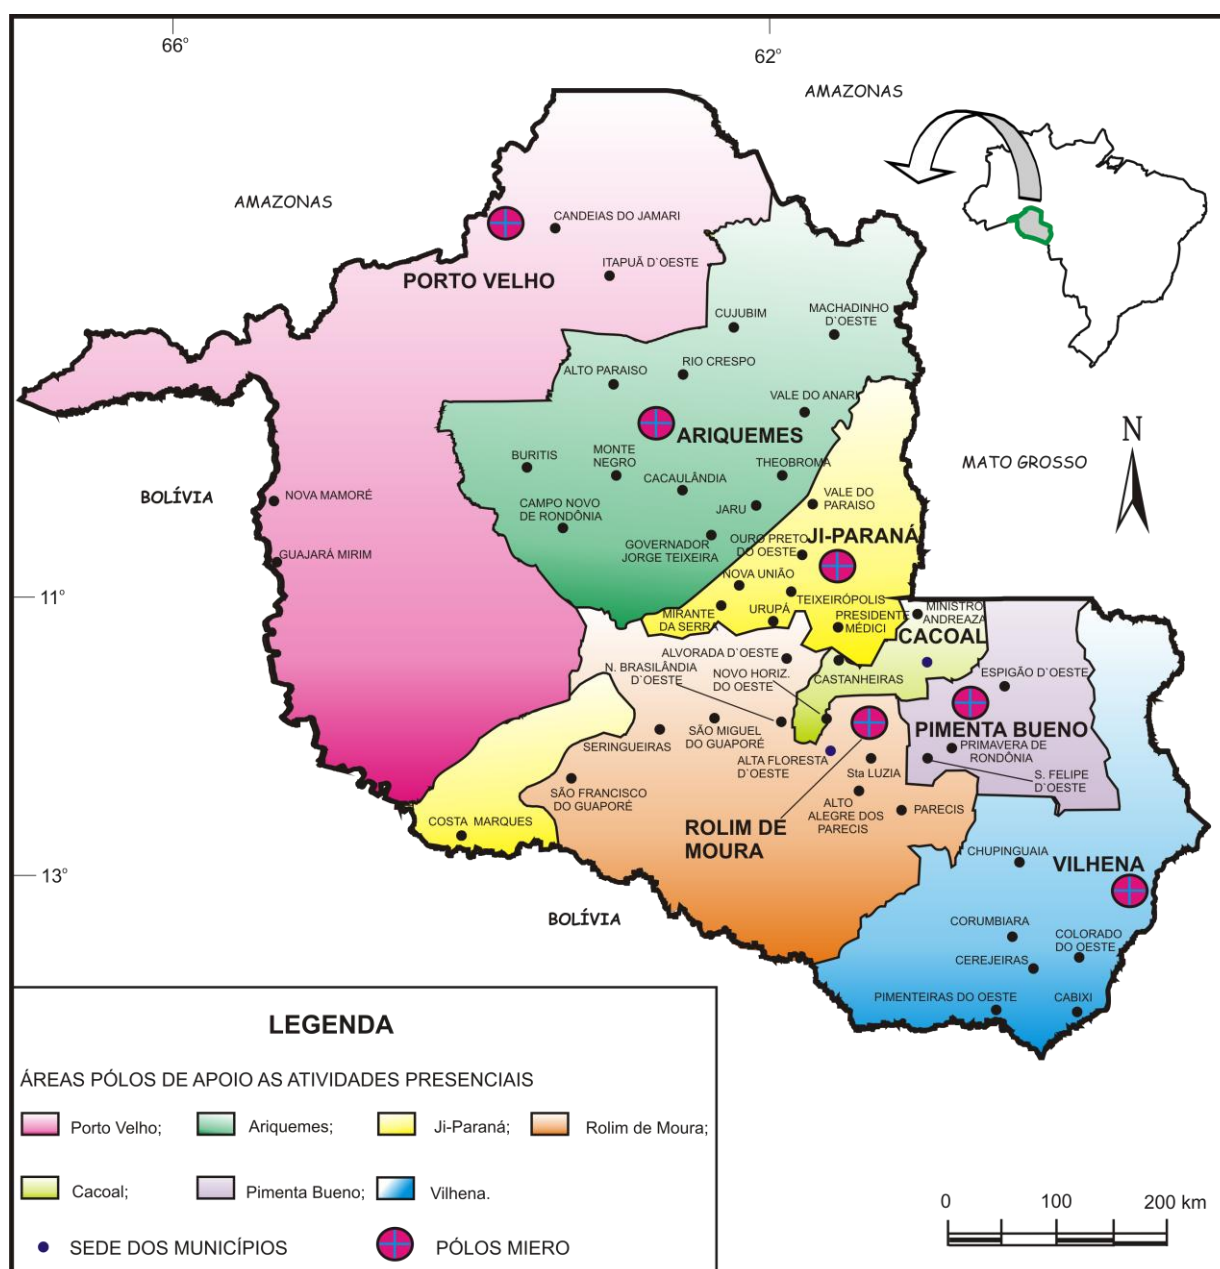 66°
62°
AMAZONAS
AMAZONAS
CANDEIAS DO JAMARI
ITAPUÃ D`OESTE
PORTO VELHO
CUJUBIM
MACHADINHO
D`OESTE
RIO CRESPO
ALTO PARAISO
VALE DO ANARI
ARIQUEMES
N
BURITIS
MONTE
NEGRO
THEOBROMA
MATO GROSSO
CACAULÂNDIA
BOLÍVIA
NOVA MAMORÉ
CAMPO NOVO
DE RONDÔNIA
JARU
VALE DO
PARAISO
JI-PARANÁ
GOVERNADOR
JORGE TEIXEIRA
OURO PRETO
DO OESTE
GUAJARÁ MIRIM
NOVA UNIÃO
11°
TEIXEIRÓPOLIS
MIRANTE
DA SERRA
URUPÁ
PRESIDENTE
MÉDICI
MINISTRO
ANDREAZA
CACOAL
ALVORADA D`OESTE
N. BRASILÂNDIA
D`OESTE
NOVO HORIZ.
DO OESTE
CASTANHEIRAS
ESPIGÃO D`OESTE
SERINGUEIRAS
SÃO MIGUEL
DO GUAPORÉ
PIMENTA BUENO
ALTA FLORESTA
D`OESTE
PRIMAVERA DE
RONDÔNIA
Sta LUZIA
S. FELIPE
D`OESTE
SÃO FRANCISCO
DO GUAPORÉ
ALTO
ALEGRE DOS
PARECIS
PARECIS
COSTA MARQUES
ROLIM DE
MOURA
CHUPINGUAIA
VILHENA
13°
BOLÍVIA
CORUMBIARA
COLORADO
DO OESTE
CEREJEIRAS
PIMENTEIRAS DO OESTE
CABIXI
LEGENDA
ÁREAS PÓLOS DE APOIO AS ATIVIDADES PRESENCIAIS
Porto Velho;
Ariquemes;
Ji-Paraná;
Rolim de Moura;
Cacoal;
Pimenta Bueno;
Vilhena.
SEDE DOS MUNICÍPIOS
PÓLOS MIERO
0 100 200 km